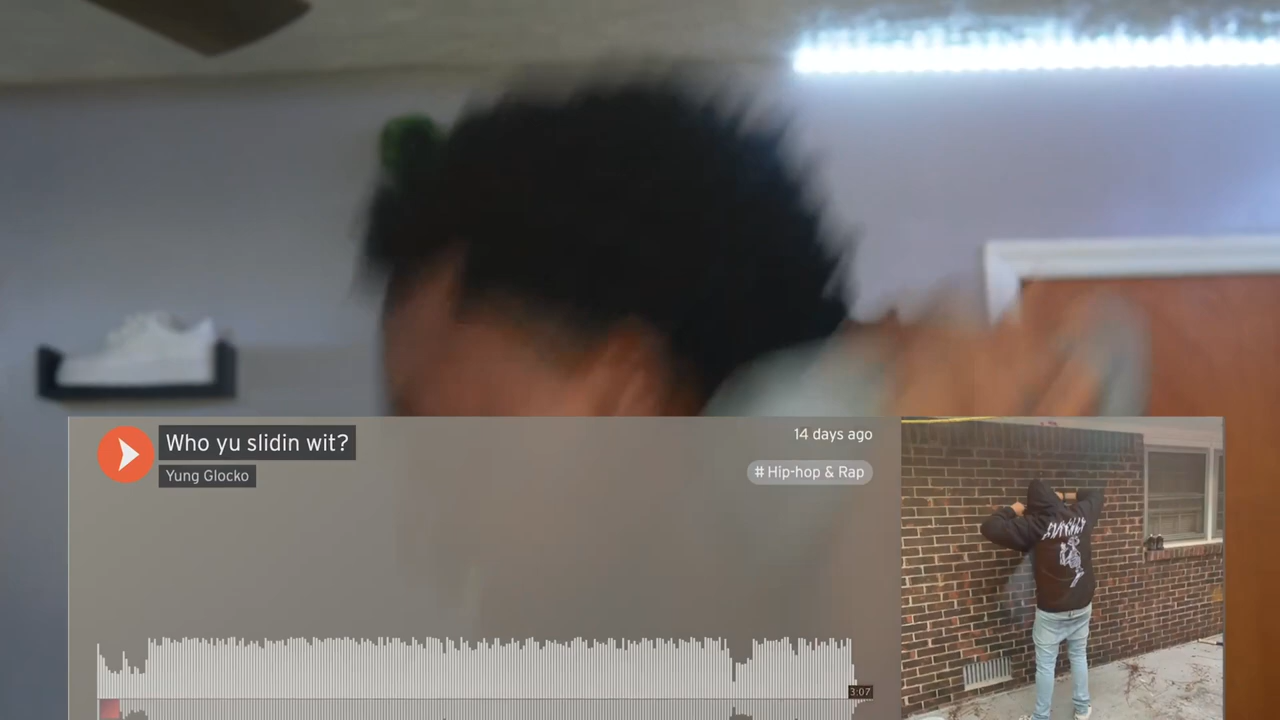 Who yu slidin wit?
Yung Glocko
14 days ago
# Hip-hop & Rap
3:07